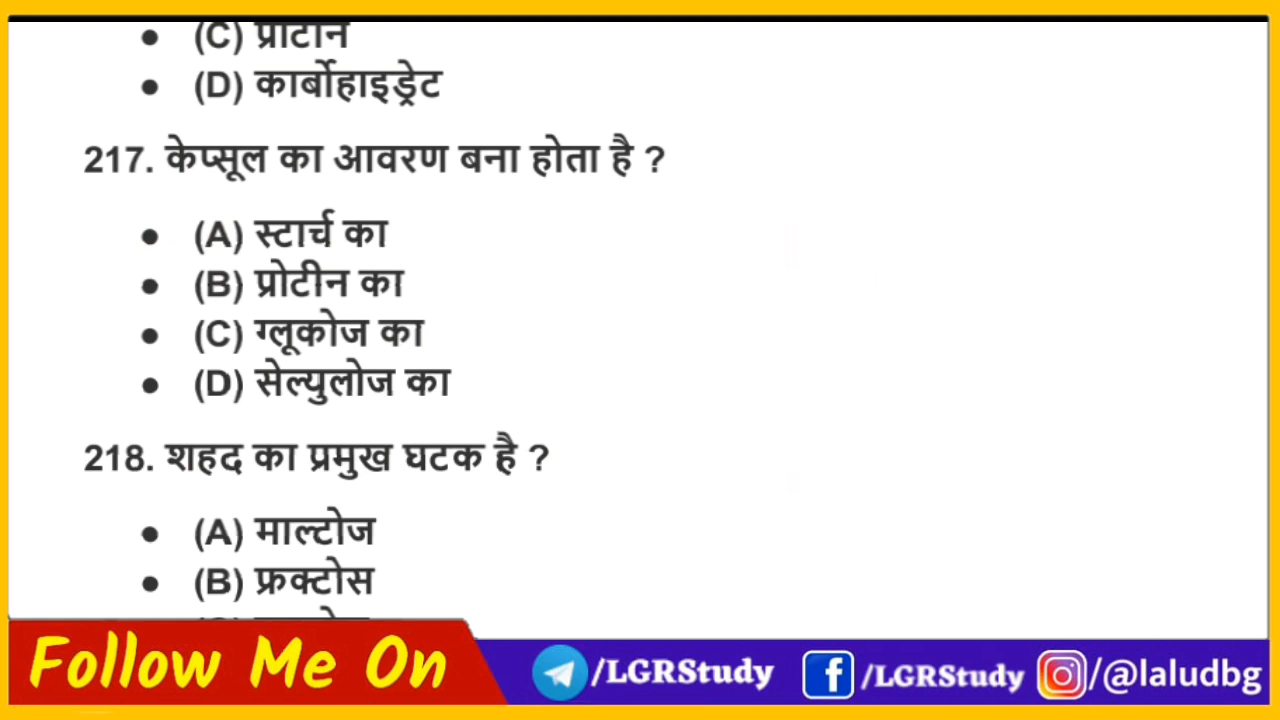 (C) प्रोटीन
(D) कार्बोहाइड्रेट
217. केप्सूल का आवरण बना होता है ?
(A) स्टार्च का
(B) प्रोटीन का
(C) ग्लूकोज का
(D) सेल्युलोज का
218. शहद का प्रमुख घटक है ?
(A) माल्टोज
(B) फ्रक्टोस
Follow Me On
/LGRStudy
/LGRStudy
/@laludbg